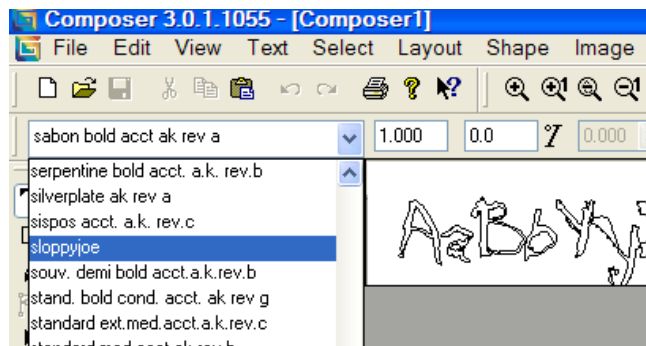 Composer 3.0.1.1055 - [Composer1]
File Edit View Text Select Layout Shape Image
sabon bold acct ak rev a 1.000 0.0 0.000
serpentine bold acct. a.k. rev.b
silverplate ak rev a
sispos acct. a.k. rev.c
sloppyjoe
AaBbYy
souv. demi bold acct.a.k.rev.b
stand. bold cond. acct. ak rev g
standard ext.med.acct.a.k.rev.c